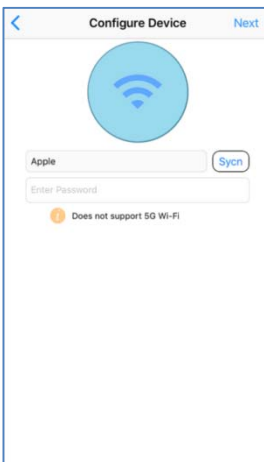 Configure Device Next
Apple Sycn
Enter Password
i Does not support 5G Wi-Fi